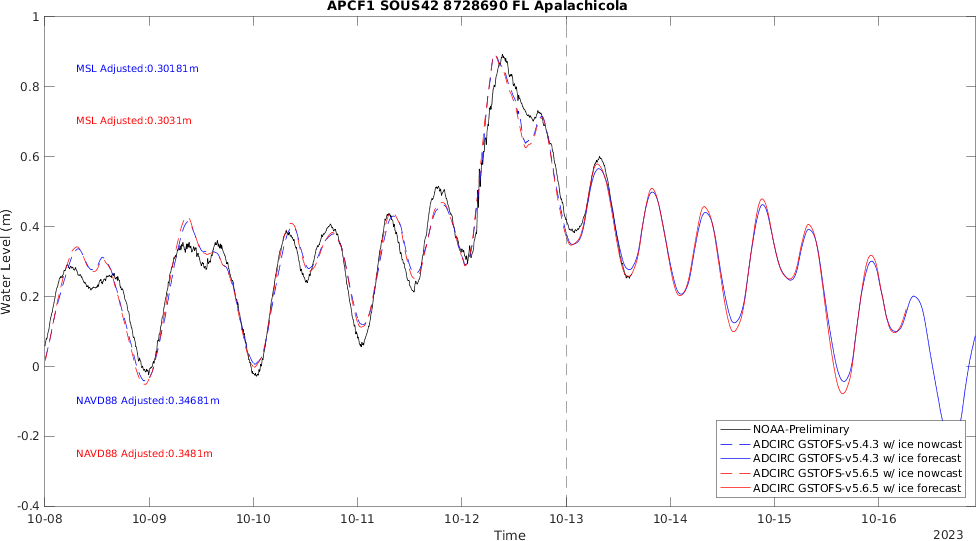 APCF1 SOUS42 8728690 FL Apalachicola
1
0.8
0.6
0.4
0.2
0
-0.2
-0.4
Water Level (m)
MSL Adjusted:0.30181m
MSL Adjusted:0.3031m
NAVD88 Adjusted:0.34681m
NAVD88 Adjusted:0.3481m
NOAA-Preliminary
ADCIRC GSTOFS-v5.4.3 w/ ice nowcast
ADCIRC GSTOFS-v5.4.3 w/ ice forecast
ADCIRC GSTOFS-v5.6.5 w/ ice nowcast
ADCIRC GSTOFS-v5.6.5 w/ ice forecast
10-08 10-09 10-10 10-11 10-12 10-13 10-14 10-15 10-16
Time
2023